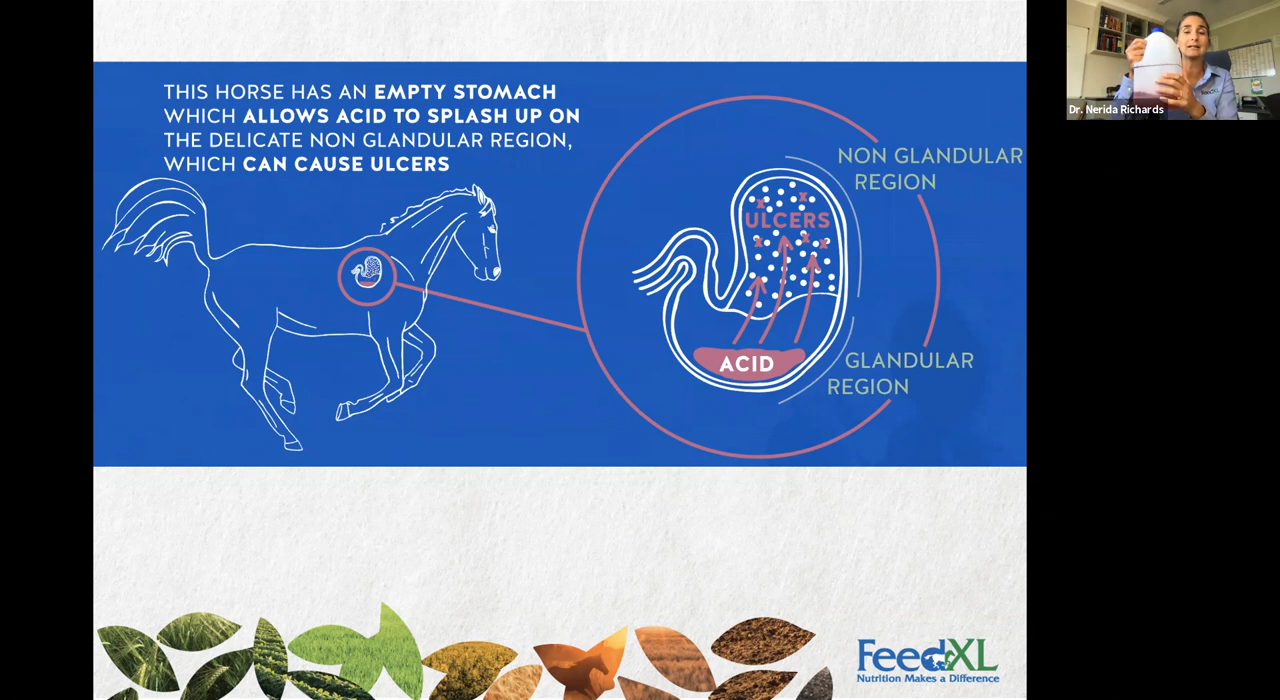 THIS HORSE HAS AN EMPTY STOMACH
WHICH ALLOWS ACID TO SPLASH UP ON
THE DELICATE NON GLANDULAR REGION,
WHICH CAN CAUSE ULCERS
NON GLANDULAR
REGION
ULCERS
ACID
GLANDULAR
REGION
FeedXL
Nutrition Makes a Difference
Dr. Nerida Richards